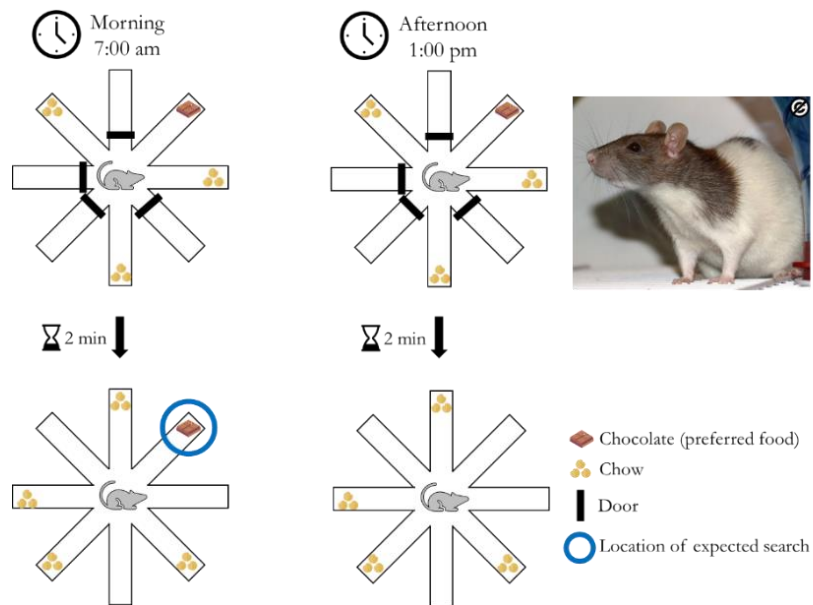 Morning
7:00 am
Afternoon
1:00 pm
2 min
2 min
Chocolate (preferred food)
Chow
Door
Location of expected search